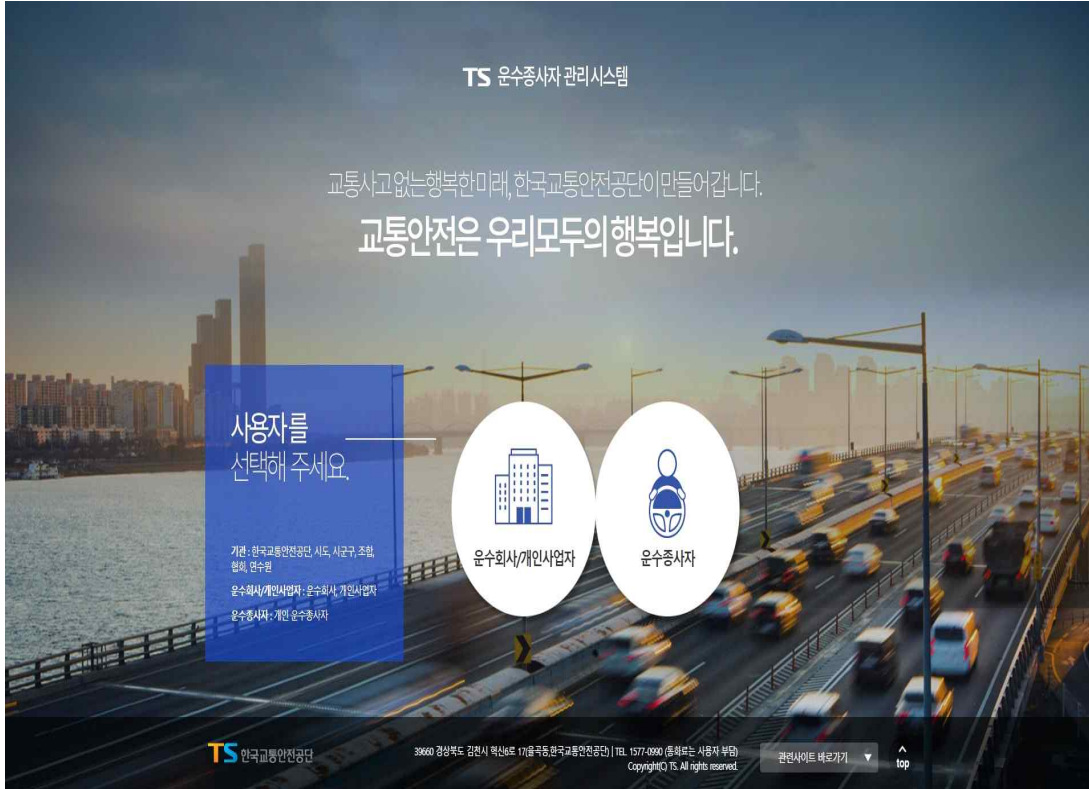 TS 운수종사자 관리시스템
교통사고 없는 행복한 미래, 한국교통안전공단이 만들어갑니다.
교통안전은 우리모두의 행복입니다.
사용자를
선택해 주세요.
기관 : 한국교통안전공단, 시도, 시군구, 조합,
협회, 연수원
운수회사/개인사업자 : 운수회사, 개인사업자
운수종사자 : 개인 운수종사자
운수회사/개인사업자
운수종사자
TS 한국교통안전공단
39660 경상북도 김천시 혁신6로 17(율곡동,한국교통안전공단) | TEL. 1577-0990 (통화료는 사용자 부담)
Copyright(C) TS. All rights reserved.
관련사이트 바로가기 ▼
top